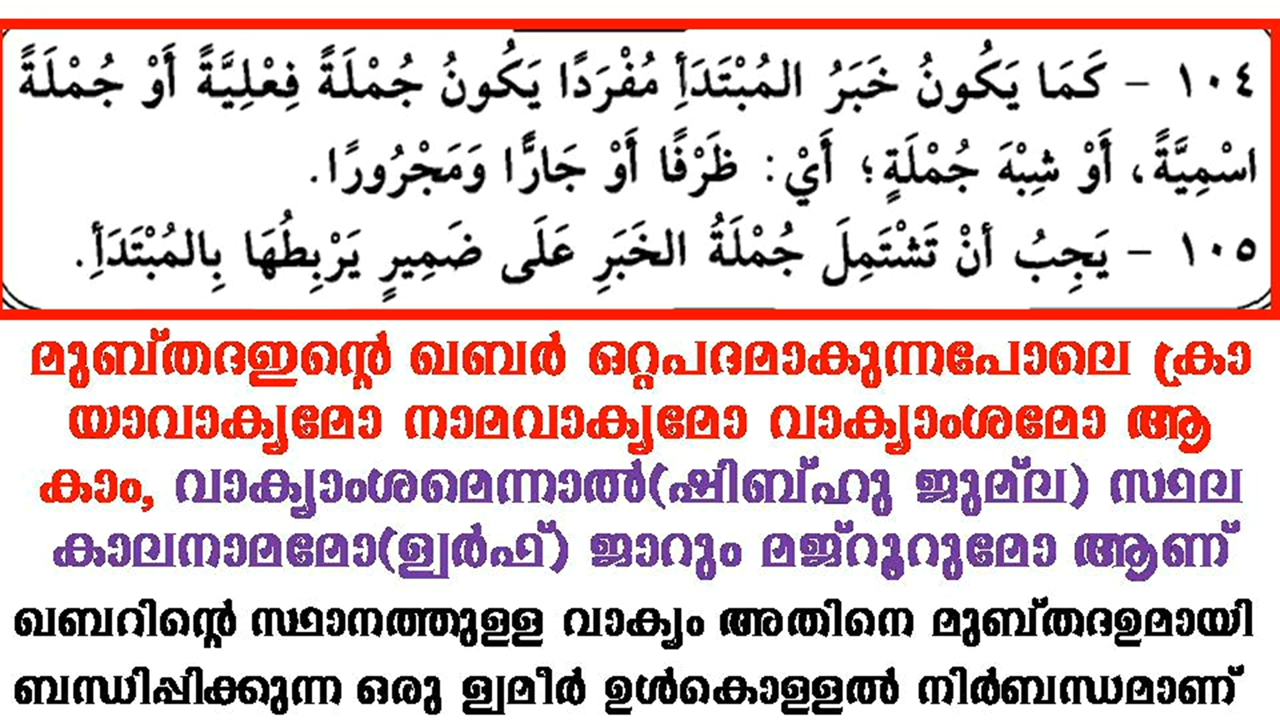 ١٠٤ – كَمَا يَكُونُ خَبَرُ المُبْتَدَأِ مُفْرَدًا يَكُونُ جُمْلَةً فِعْلِيَّةً أَوْ جُمْلَةً
اسْمِيَّةً، أَوْ شِبْهَ جُمْلَةٍ؛ أَيْ: ظَرْفًا أَوْ جَارًّا وَمَجْرُورًا.
١٠٥ – يَجِبُ أَنْ تَشْتَمِلَ جُمْلَةُ الخَبَرِ عَلَى ضَمِيرٍ يَرْبِطُهَا بِالمُبْتَدَأِ.
മുബ്തദഇന്റെ ഖബർ ഒറ്റപദമാകുന്നപോലെ ക്രാ
യാവാക്യമോ നാമവാക്യമോ വാക്യാംശമോ ആ
കാം, വാക്യാംശമെന്നാൽ(ഷിബ്ഹു ജുമ്ല) സ്ഥല
കാലനാമമോ(ള്വർഫ്) ജാറും മജ്റൂറുമോ ആണ്
ഖബറിന്റെ സ്ഥാനത്തുള്ള വാക്യം അതിനെ മുബ്തദഉമായി
ബന്ധിപ്പിക്കുന്ന ഒരു ള്വമീർ ഉൾകൊള്ളൽ നിർബന്ധമാണ്